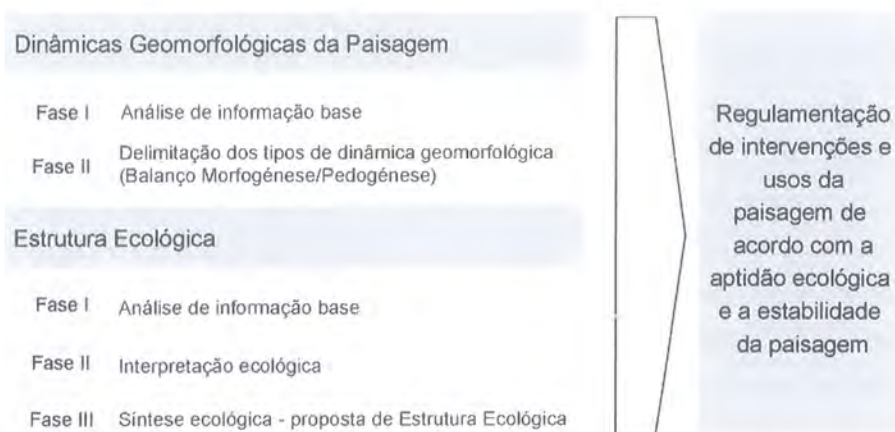 Dinâmicas Geomorfológicas da Paisagem
Fase I Análise de informação base
Fase II Delimitação dos tipos de dinâmica geomorfológica
(Balanço Morfogénese/Pedogénese)
Estrutura Ecológica
Fase I Análise de informação base
Fase II Interpretação ecológica
Fase III Síntese ecológica - proposta de Estrutura Ecológica
Regulamentação
de intervenções e
usos da
paisagem de
acordo com a
aptidão ecológica
e a estabilidade
da paisagem